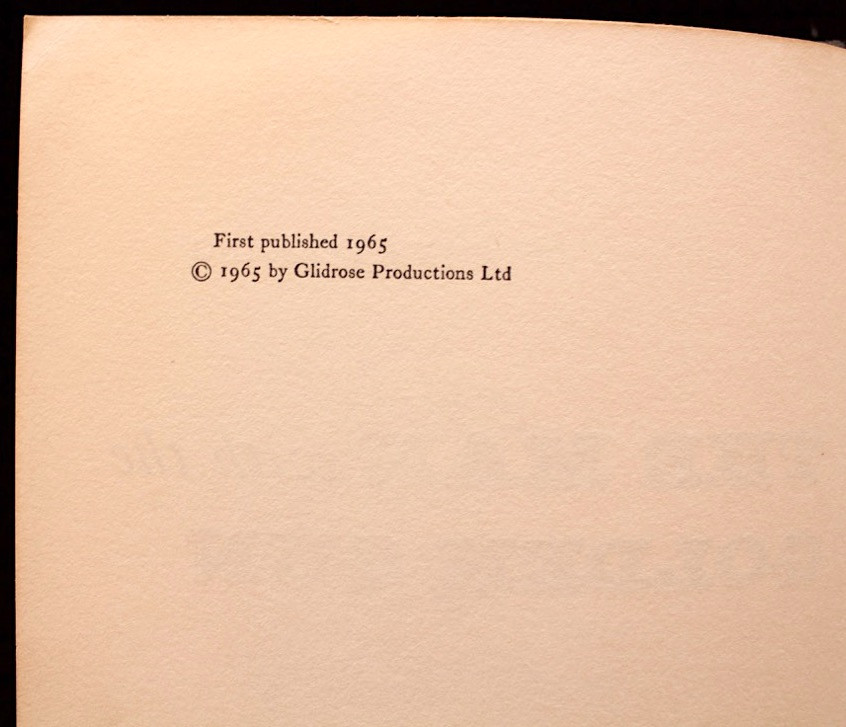 First published 1965
© 1965 by Glidrose Productions Ltd